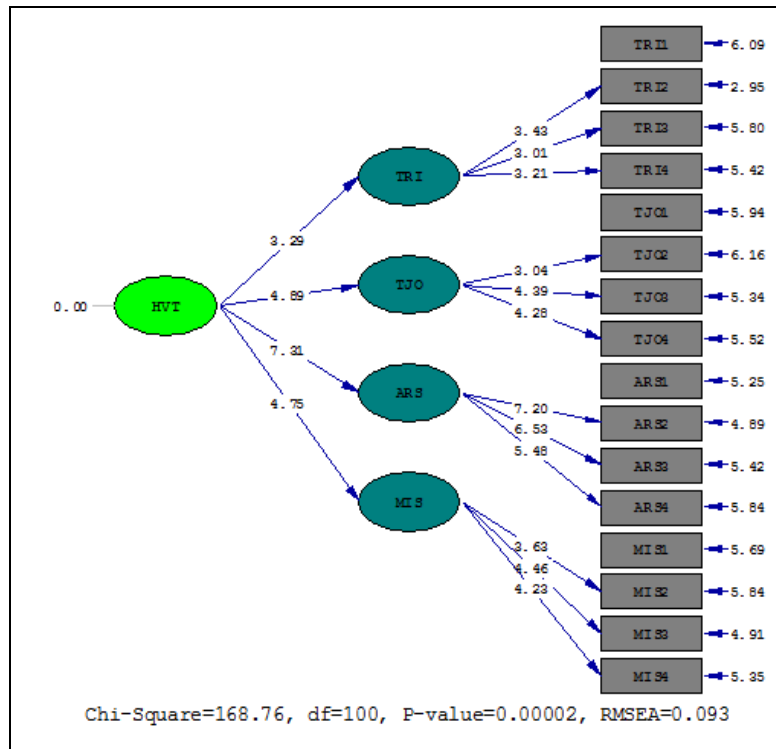 TRI1 6.09
TRI2 2.95
3.43
TRI3 5.80
3.01
TRI TRI4 5.42
3.21
TJO1 5.94
3.29
TJO2 6.16
3.04
TJO TJO3 5.34
4.39
4.89
4.28
0.00 HVT
TJO4 5.52
7.31
ARS1 5.25
ARS
4.75
7.20
ARS2 4.89
6.53
ARS3 5.42
5.48
MIS ARS4 5.84
3.63
MIS1 5.69
4.46
4.23
MIS2 5.84
MIS3 4.91
MIS4 5.35
Chi-Square=168.76, df=100, P-value=0.00002, RMSEA=0.093